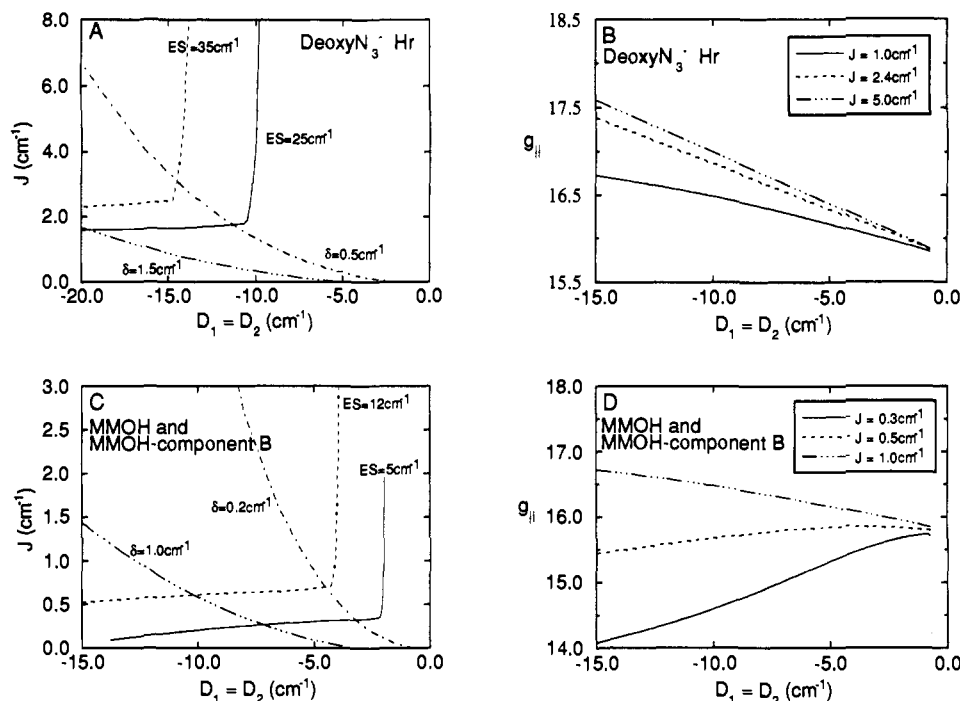 A
DeoxyN₃⁻ Hr
ES=35cm⁻¹
ES=25cm⁻¹
δ=0.5cm⁻¹
δ=1.5cm⁻¹
J (cm⁻¹)
8.0
6.0
4.0
2.0
0.0
-20.0 -15.0 -10.0 -5.0 0.0
D₁ = D₂ (cm⁻¹)
B
DeoxyN₃⁻ Hr
J = 1.0cm⁻¹
J = 2.4cm⁻¹
J = 5.0cm⁻¹
g||
18.5
17.5
16.5
15.5
-15.0 -10.0 -5.0 0.0
D₁ = D₂ (cm⁻¹)
C
MMOH and
MMOH-component B
ES=12cm⁻¹
ES=5cm⁻¹
δ=0.2cm⁻¹
δ=1.0cm⁻¹
J (cm⁻¹)
3.0
2.5
2.0
1.5
1.0
0.5
0.0
-15.0 -10.0 -5.0 0.0
D₁ = D₂ (cm⁻¹)
D
MMOH and
MMOH-component B
J = 0.3cm⁻¹
J = 0.5cm⁻¹
J = 1.0cm⁻¹
g||
18.0
17.0
16.0
15.0
14.0
-15.0 -10.0 -5.0 0.0
D₁ = D₂ (cm⁻¹)